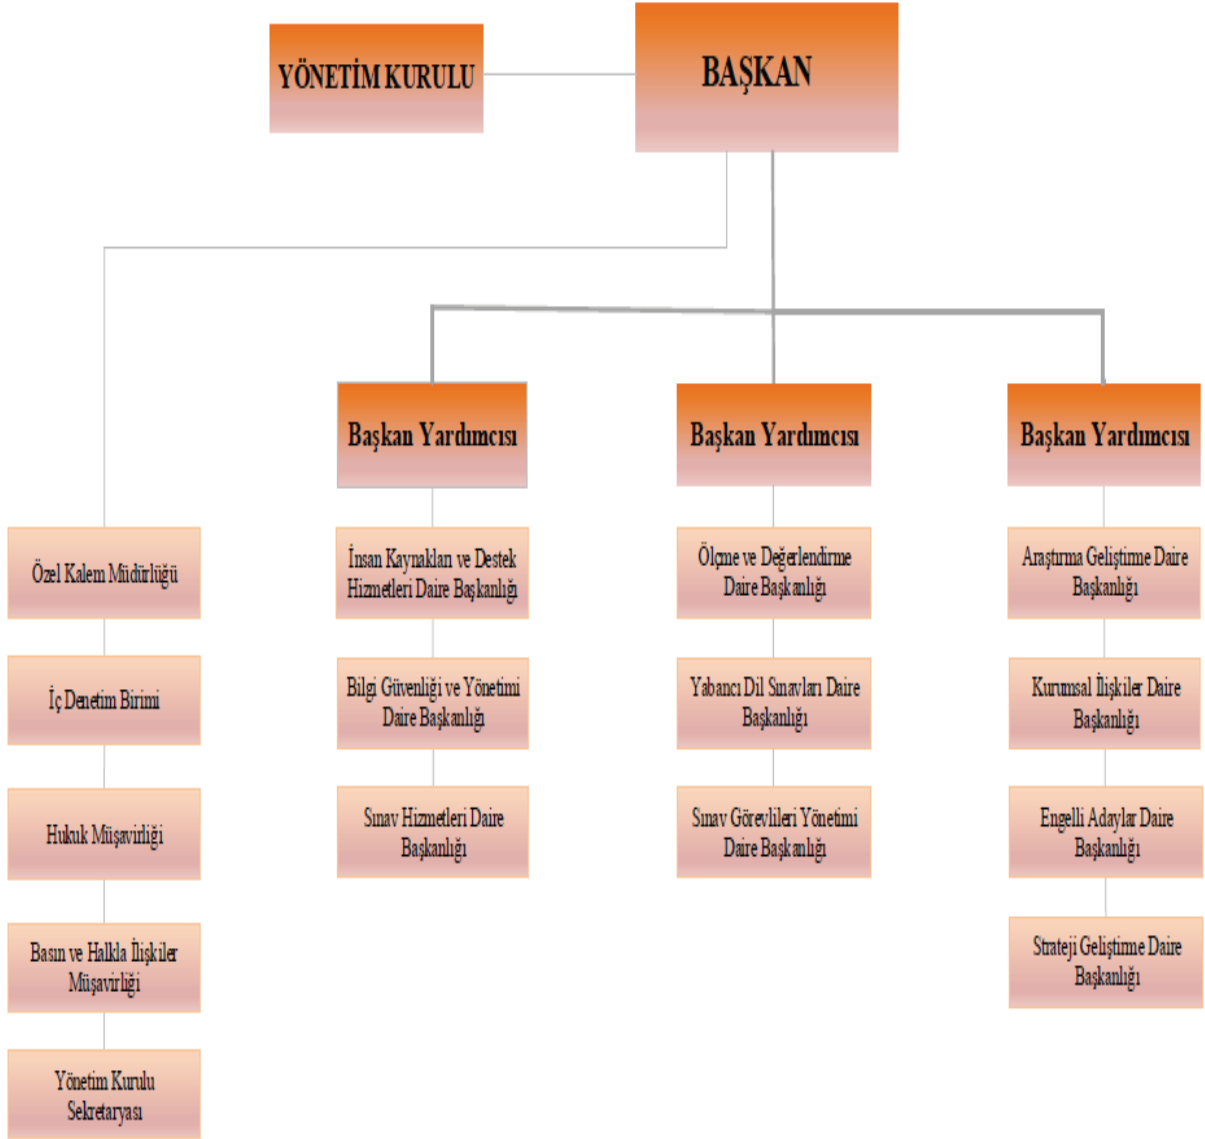 YÖNETİM KURULU
BAŞKAN
Başkan Yardımcısı
Başkan Yardımcısı
Başkan Yardımcısı
Özel Kalem Müdürlüğü
İç Denetim Birimi
Hukuk Müşavirliği
Basın ve Halkla İlişkiler
Müşavirliği
Yönetim Kurulu
Sekretaryası
İnsan Kaynakları ve Destek
Hizmetleri Daire Başkanlığı
Bilgi Güvenliği ve Yönetimi
Daire Başkanlığı
Sınav Hizmetleri Daire
Başkanlığı
Ölçme ve Değerlendirme
Daire Başkanlığı
Yabancı Dil Sınavları Daire
Başkanlığı
Sınav Görevlileri Yönetimi
Daire Başkanlığı
Araştırma Geliştirme Daire
Başkanlığı
Kurumsal İlişkiler Daire
Başkanlığı
Engelli Adaylar Daire
Başkanlığı
Strateji Geliştirme Daire
Başkanlığı